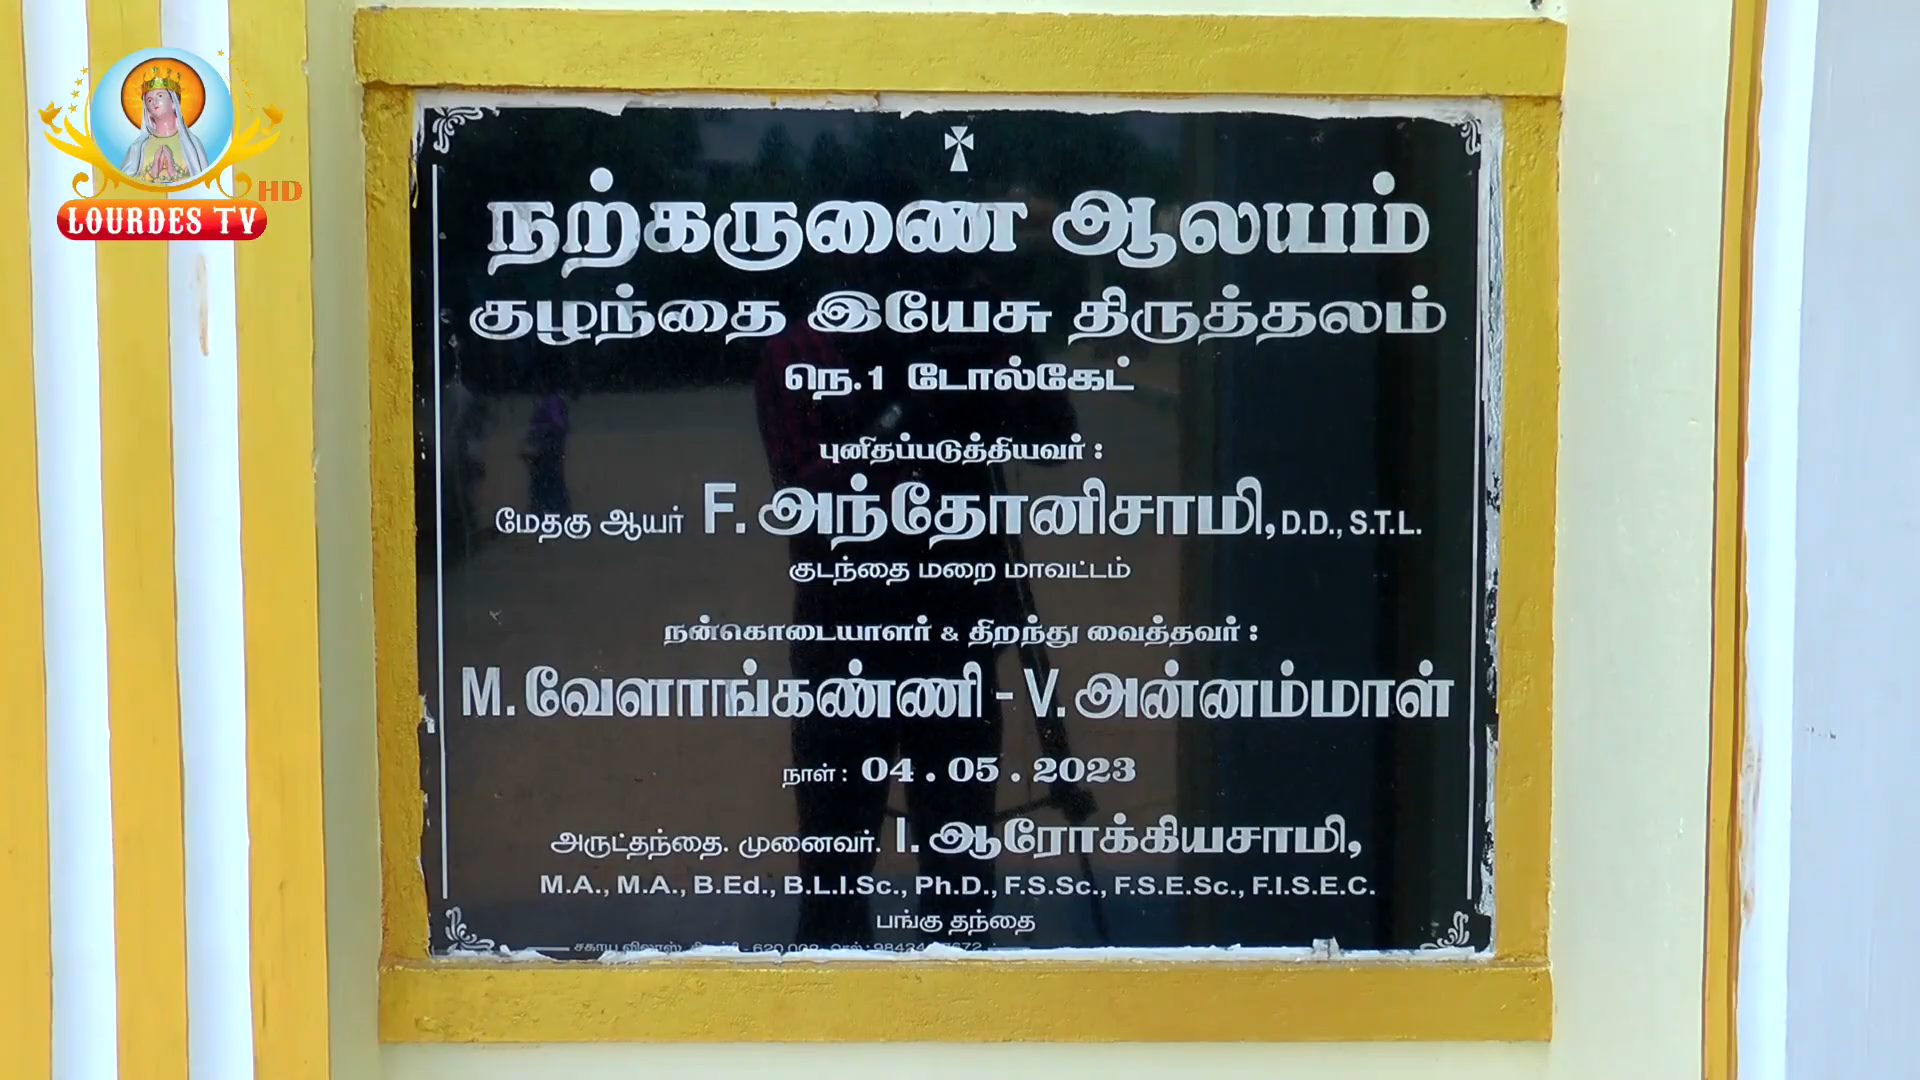 HD
LOURDES TV
நற்கருணை ஆலயம்
குழந்தை இயேசு திருத்தலம்
நெ.1 டோல்கேட்
புனிதப்படுத்தியவர் :
மேதகு ஆயர் F. அந்தோனிசாமி, D.D., S.T.L.
குடந்தை மறை மாவட்டம்
நன்கொடையாளர் & திறந்து வைத்தவர் :
M. வேளாங்கண்ணி - V. அன்னம்மாள்
நாள் : 04 . 05 . 2023
அருட்தந்தை. முனைவர். I. ஆரோக்கியசாமி,
M.A., M.A., B.Ed., B.L.I.Sc., Ph.D., F.S.Sc., F.S.E.Sc., F.I.S.E.C.
பங்கு தந்தை
சகாய விலாஸ்,